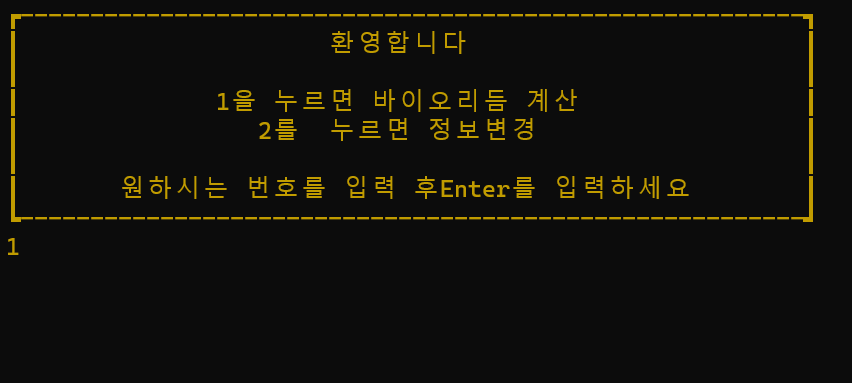 환영합니다
1을 누르면 바이오리듬 계산
2를  누르면 정보변경
원하시는 번호를 입력 후Enter를 입력하세요
1